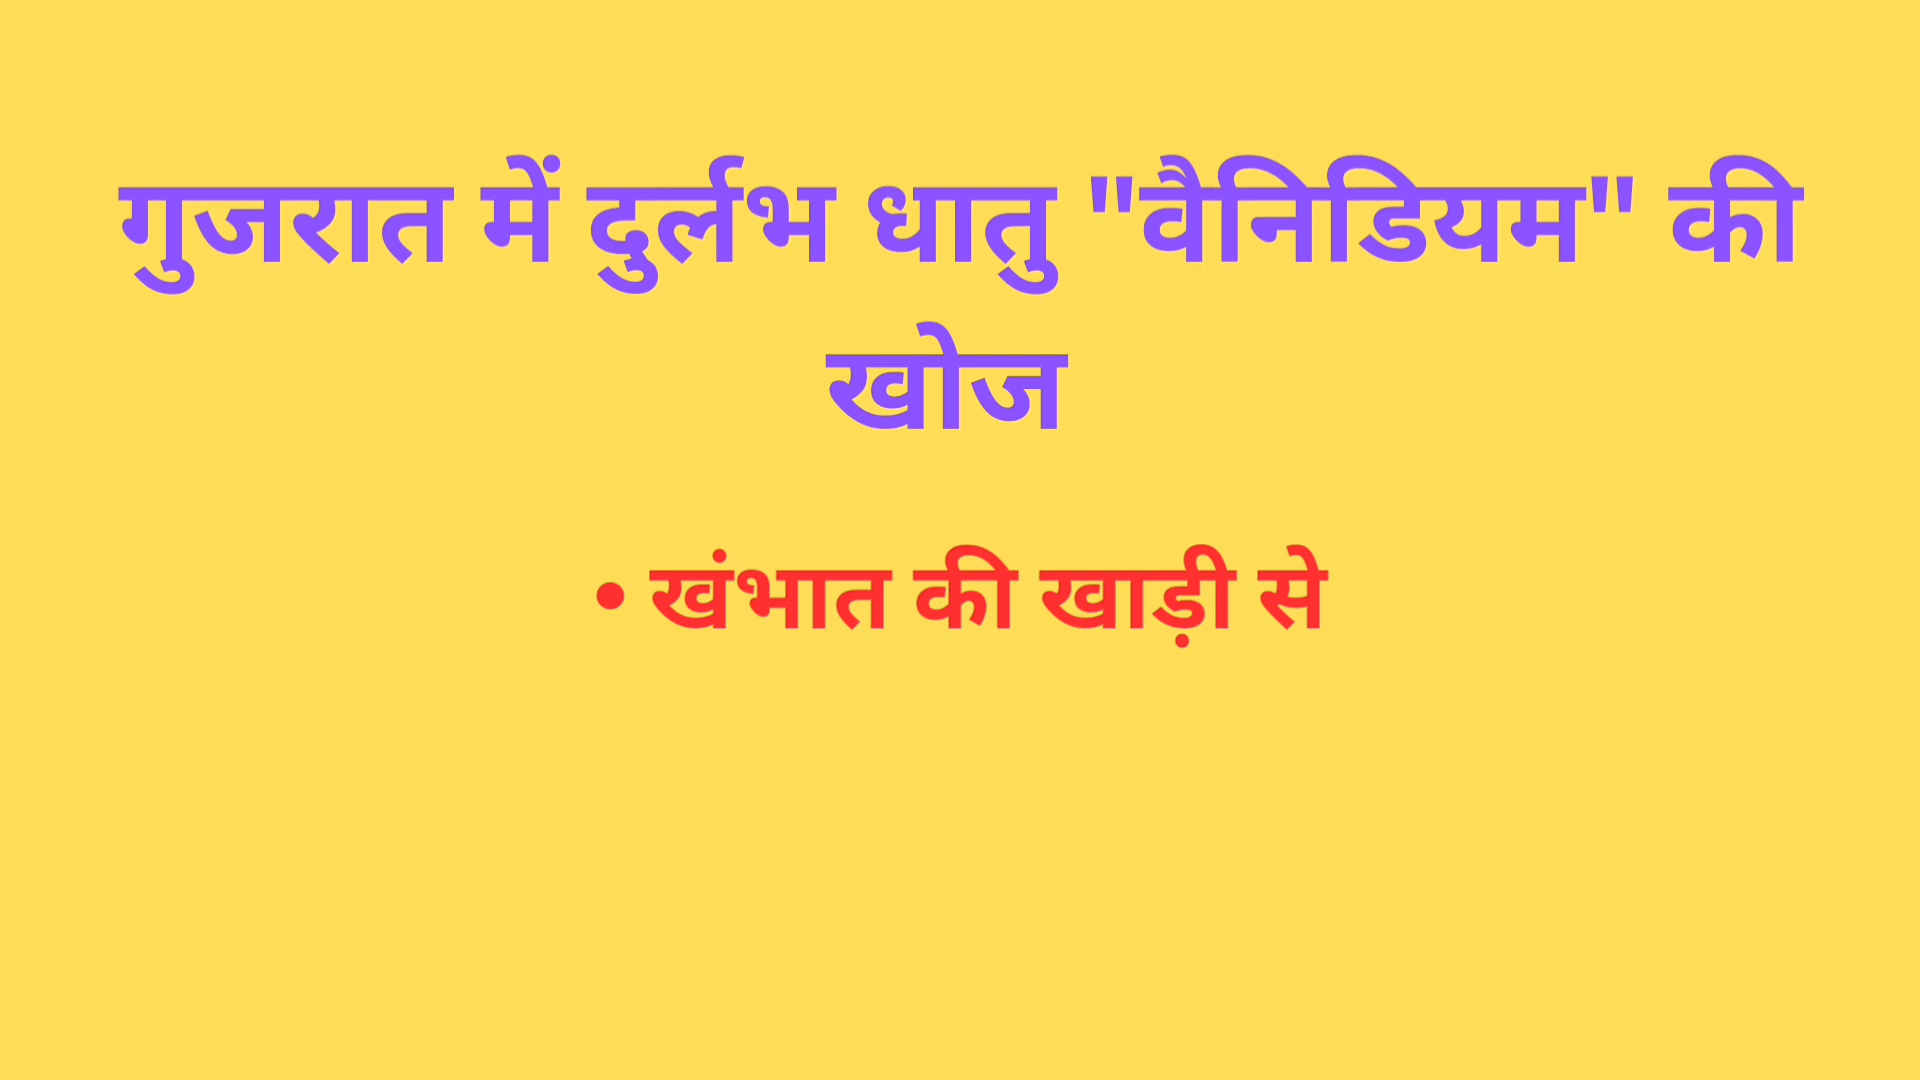 गुजरात में दुर्लभ धातु "वैनिडियम" की
खोज
• खंभात की खाड़ी से